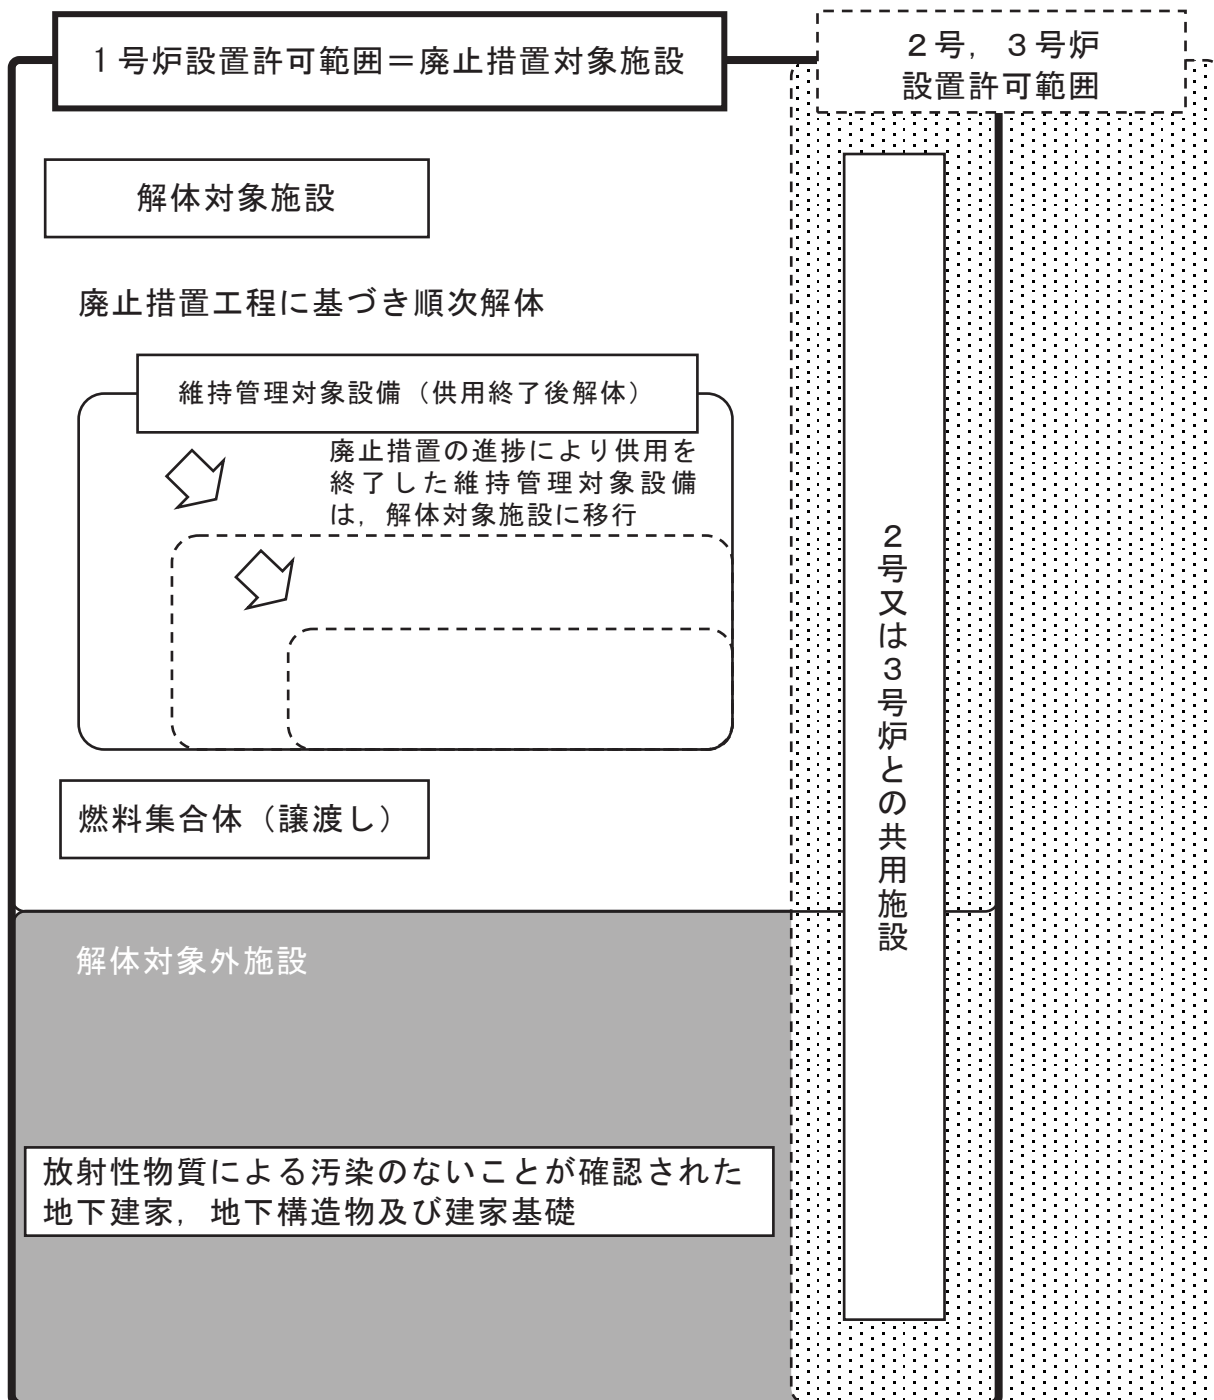 1号炉設置許可範囲＝廃止措置対象施設
2号，3号炉
設置許可範囲
解体対象施設
廃止措置工程に基づき順次解体
維持管理対象設備（供用終了後解体）
廃止措置の進捗により供用を
終了した維持管理対象設備
は，解体対象施設に移行
燃料集合体（譲渡し）
2号又は3号炉との共用施設
解体対象外施設
放射性物質による汚染のないことが確認された
地下建家，地下構造物及び建家基礎